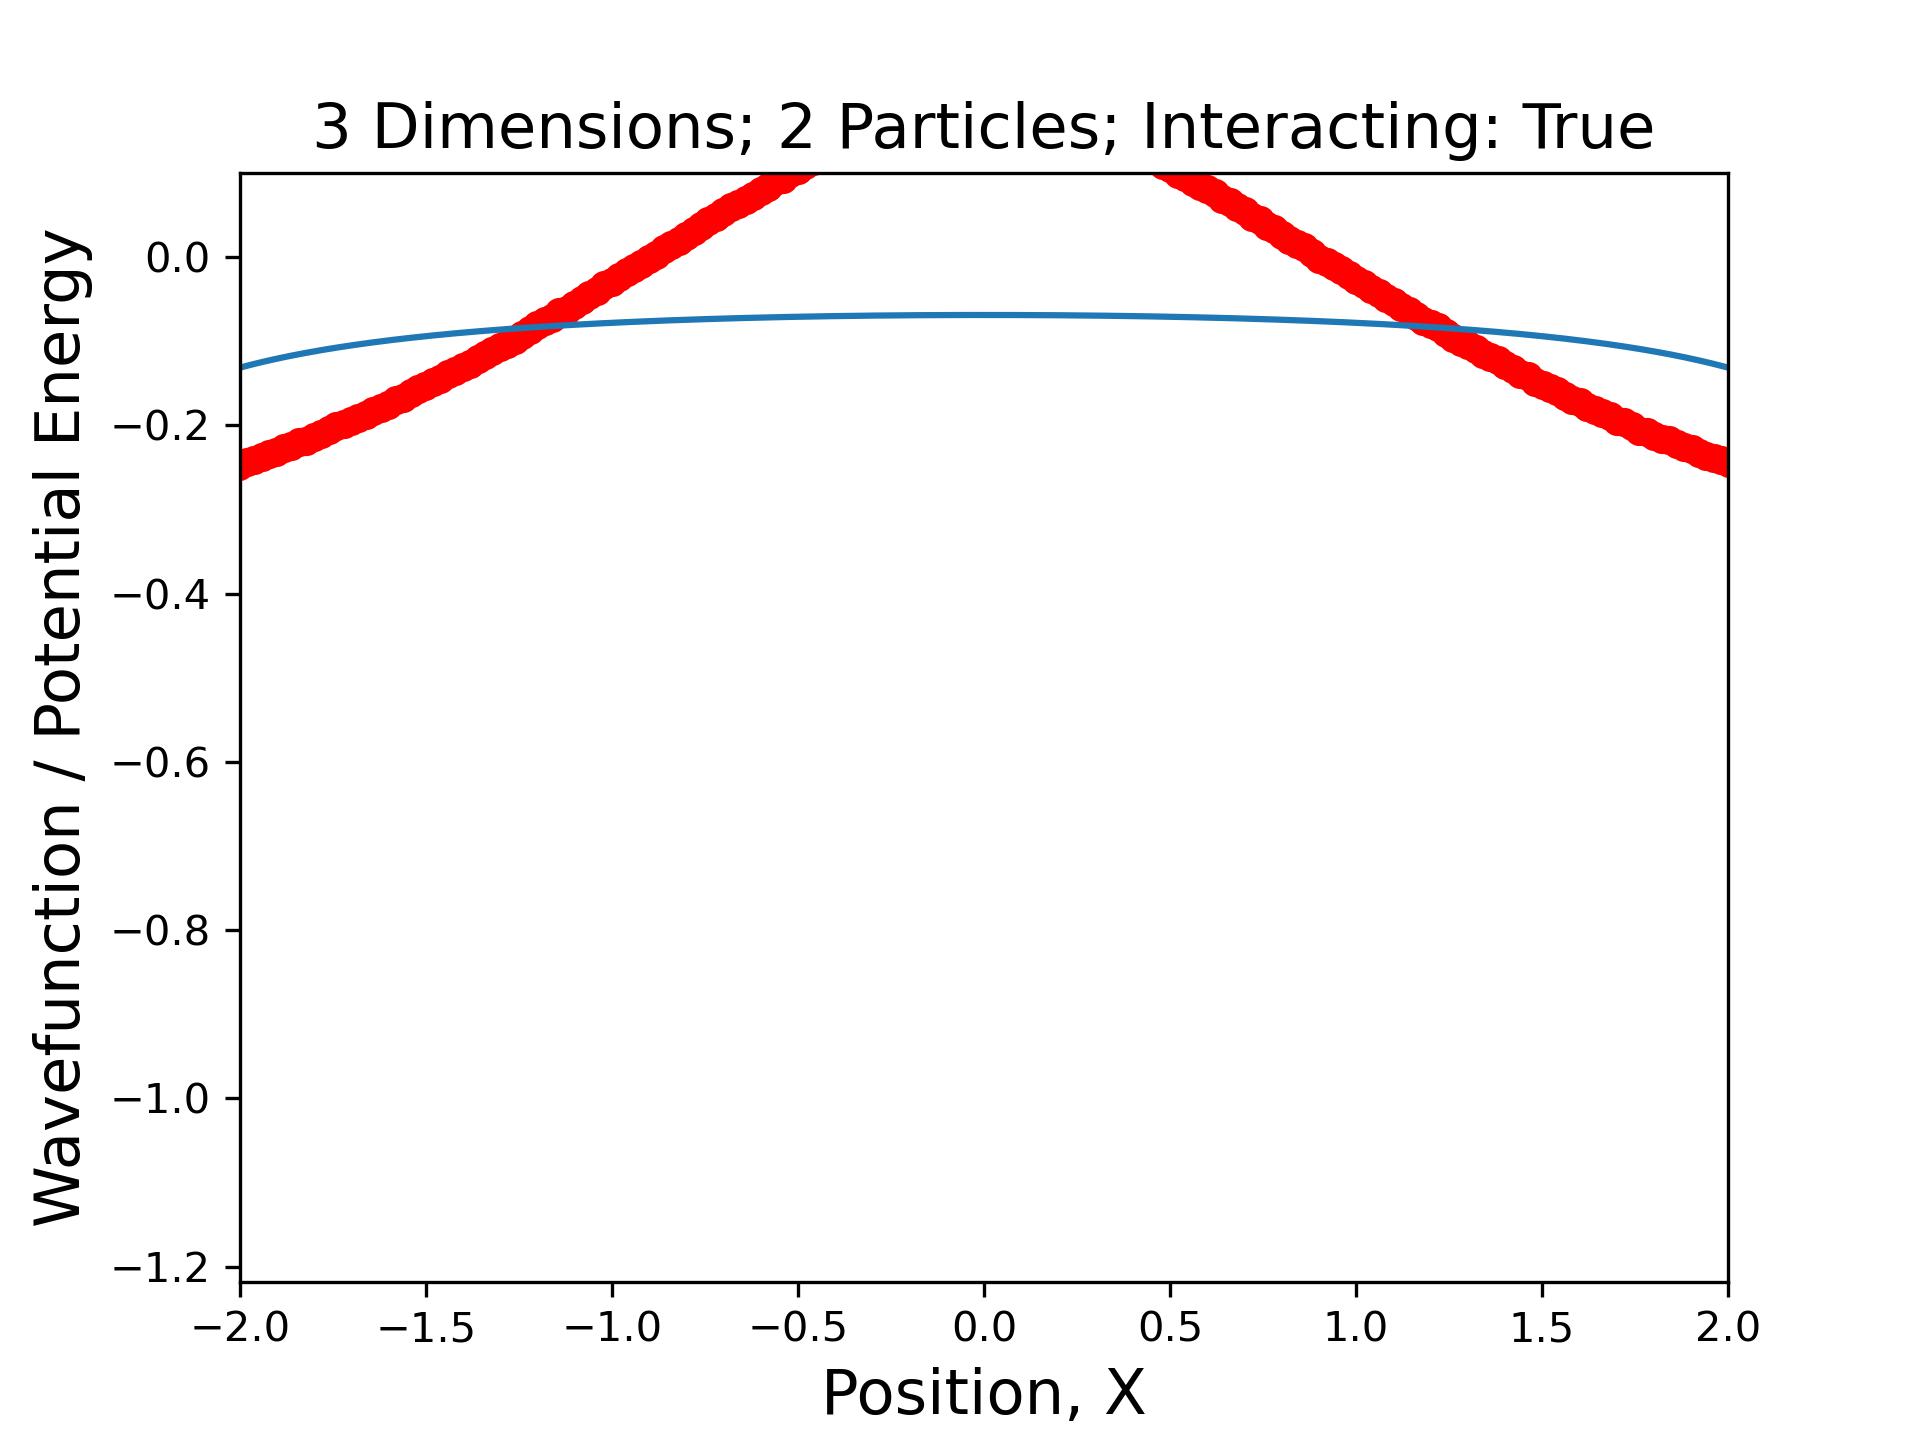 3 Dimensions; 2 Particles; Interacting: True
Wavefunction / Potential Energy
0.0
−0.2
−0.4
−0.6
−0.8
−1.0
−1.2
−2.0 −1.5 −1.0 −0.5 0.0 0.5 1.0 1.5 2.0
Position, X